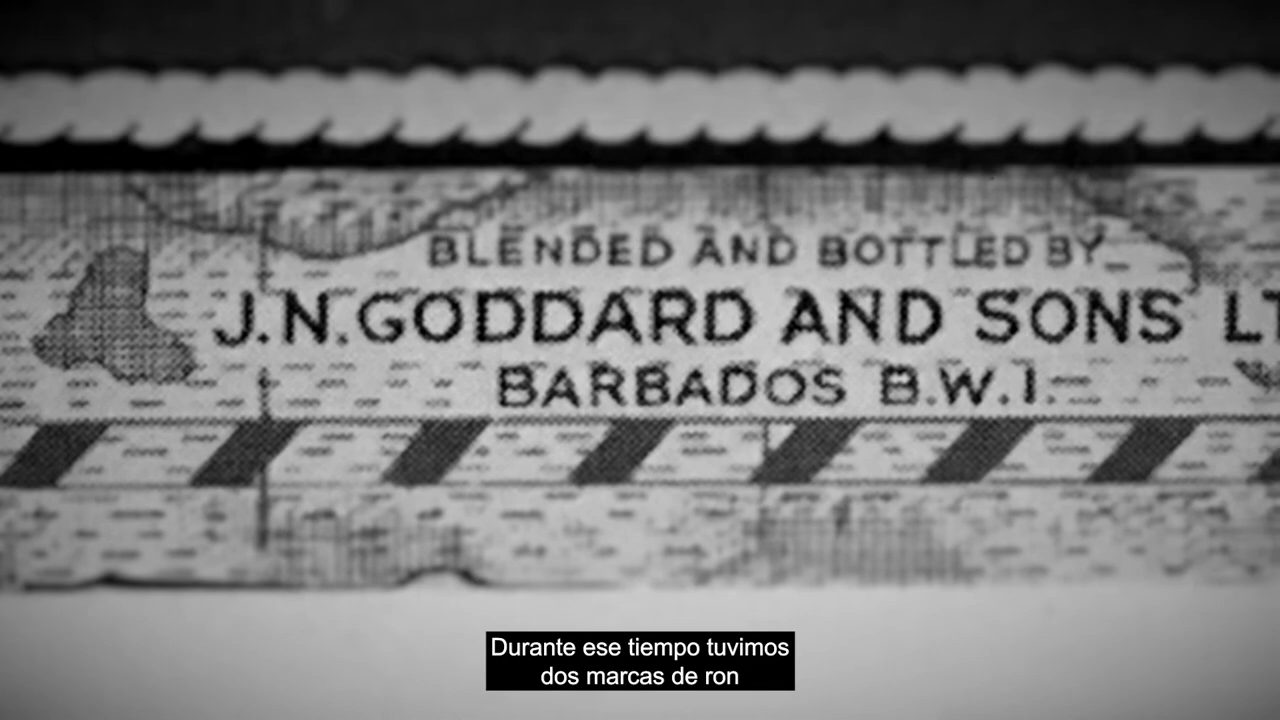 BLENDED AND BOTTLED BY
J.N. GODDARD AND SONS
BARBADOS B.W.I.
Durante ese tiempo tuvimos
dos marcas de ron